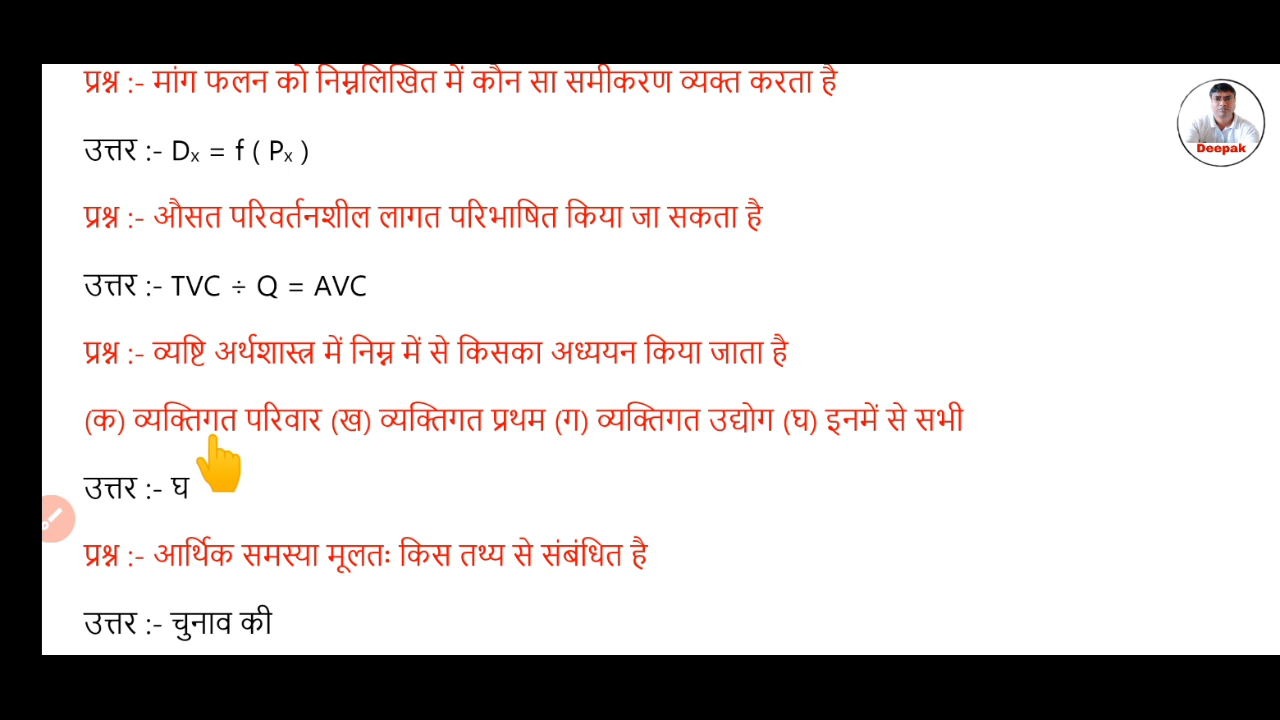 प्रश्न :- मांग फलन को निम्नलिखित में कौन सा समीकरण व्यक्त करता है
Deepak
उत्तर :- Dₓ = f ( Pₓ )
प्रश्न :- औसत परिवर्तनशील लागत परिभाषित किया जा सकता है
उत्तर :- TVC ÷ Q = AVC
प्रश्न :- व्यष्टि अर्थशास्त्र में निम्न में से किसका अध्ययन किया जाता है
(क) व्यक्तिगत परिवार (ख) व्यक्तिगत प्रथम (ग) व्यक्तिगत उद्योग (घ) इनमें से सभी
उत्तर :- घ
प्रश्न :- आर्थिक समस्या मूलतः किस तथ्य से संबंधित है
उत्तर :- चुनाव की